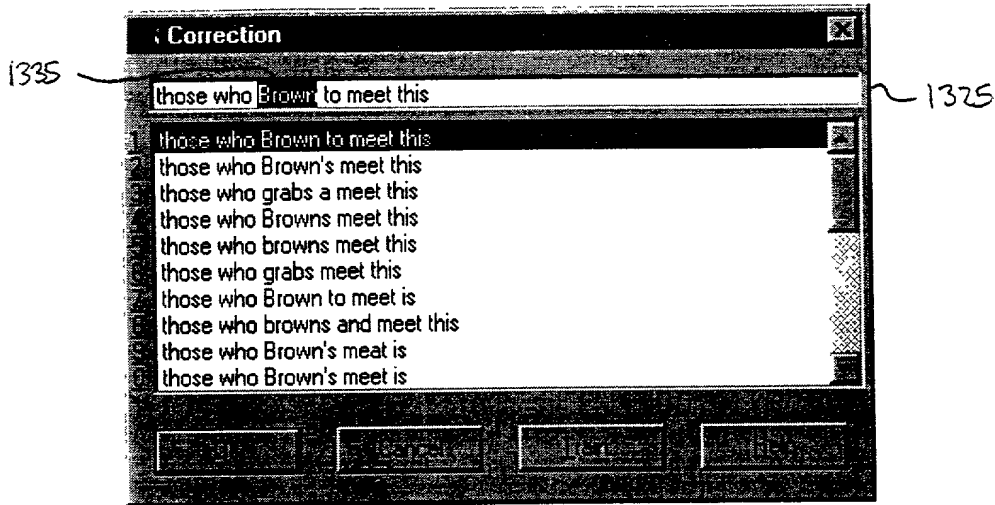 Correction
1335
those who Brown to meet this
1325
those who Brown to meet this
those who Brown's meet this
those who grabs a meet this
those who Browns meet this
those who browns meet this
those who grabs meet this
those who Brown to meet is
those who browns and meet this
those who Brown's meat is
those who Brown's meet is
Cancel